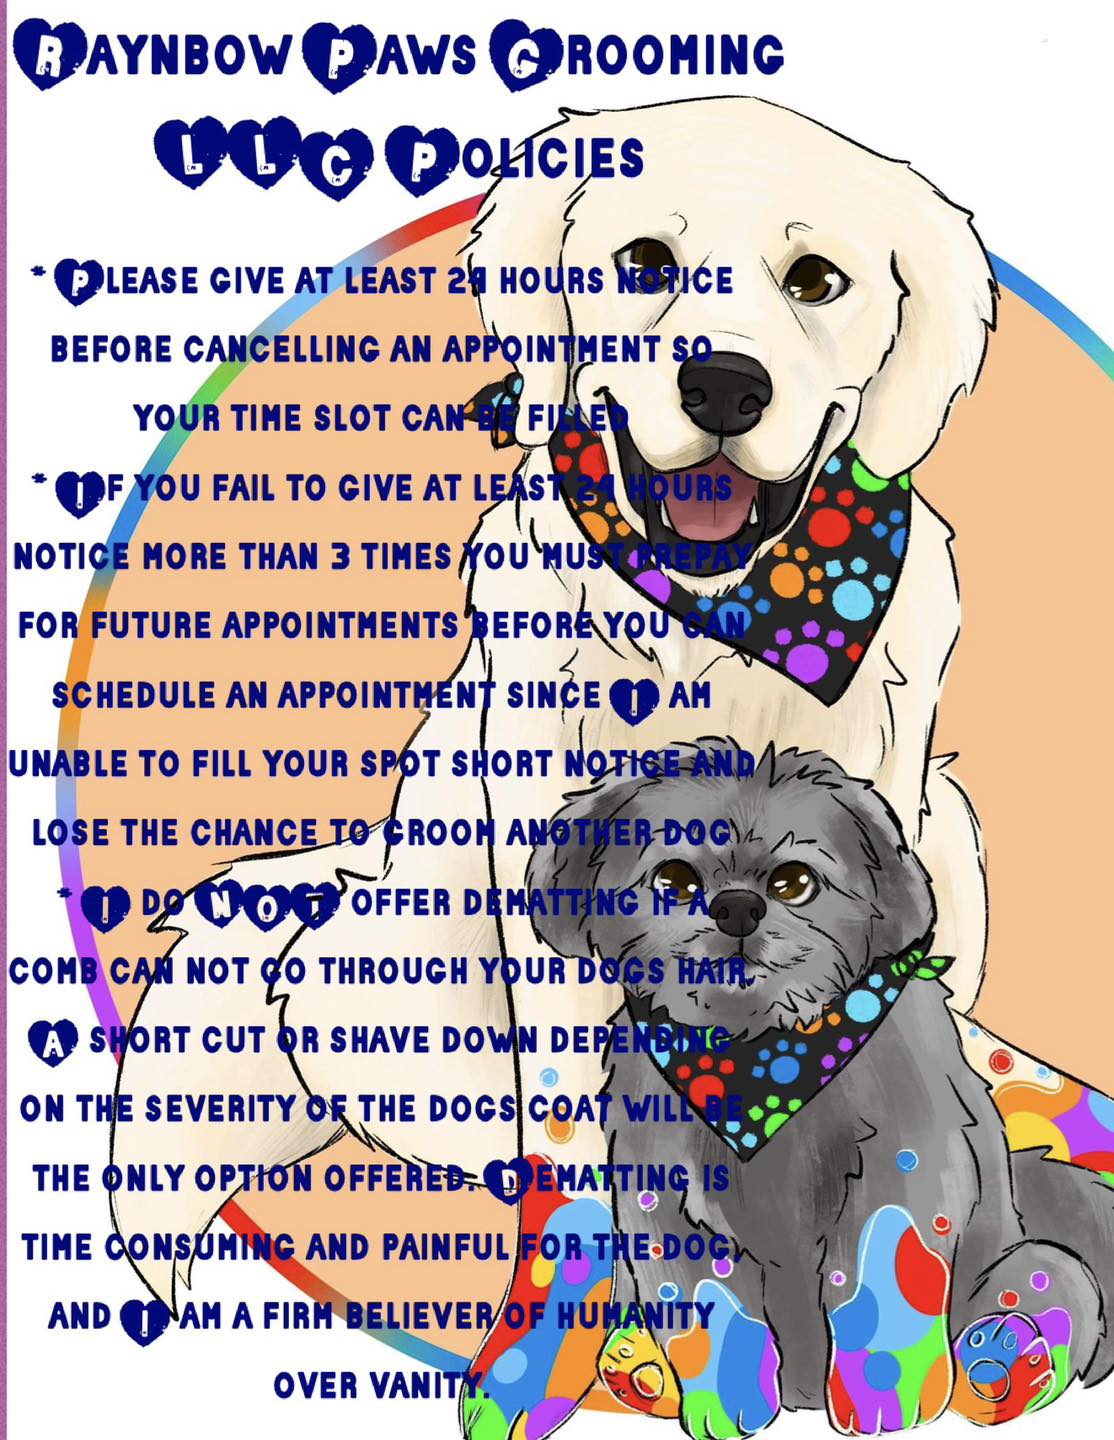 Raynbow Paws Grooming
LLC Policies
* Please give at least 24 hours notice
before cancelling an appointment so
your time slot can be filled
* If you fail to give at least 24 hours
notice more than 3 times you must prepay
for future appointments before you can
schedule an appointment since I am
unable to fill your spot short notice and
lose the chance to groom another dog
* I do NOT offer dematting if a
comb can not go through your dogs hair.
A short cut or shave down depending
on the severity of the dogs coat will be
the only option offered. Dematting is
time consuming and painful for the dog,
and I am a firm believer of humanity
over vanity.